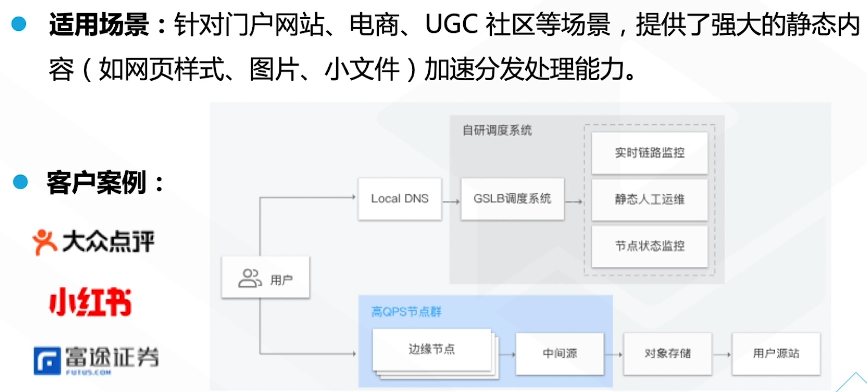 适用场景：针对门户网站、电商、UGC 社区等场景，提供了强大的静态内
容（如网页样式、图片、小文件）加速分发处理能力。
客户案例：
大众点评
小红书
富途证券
FUTU5.COM
自研调度系统
Local DNS
GSLB调度系统
实时链路监控
静态人工运维
节点状态监控
用户
高QPS节点群
边缘节点
中间源
对象存储
用户源站